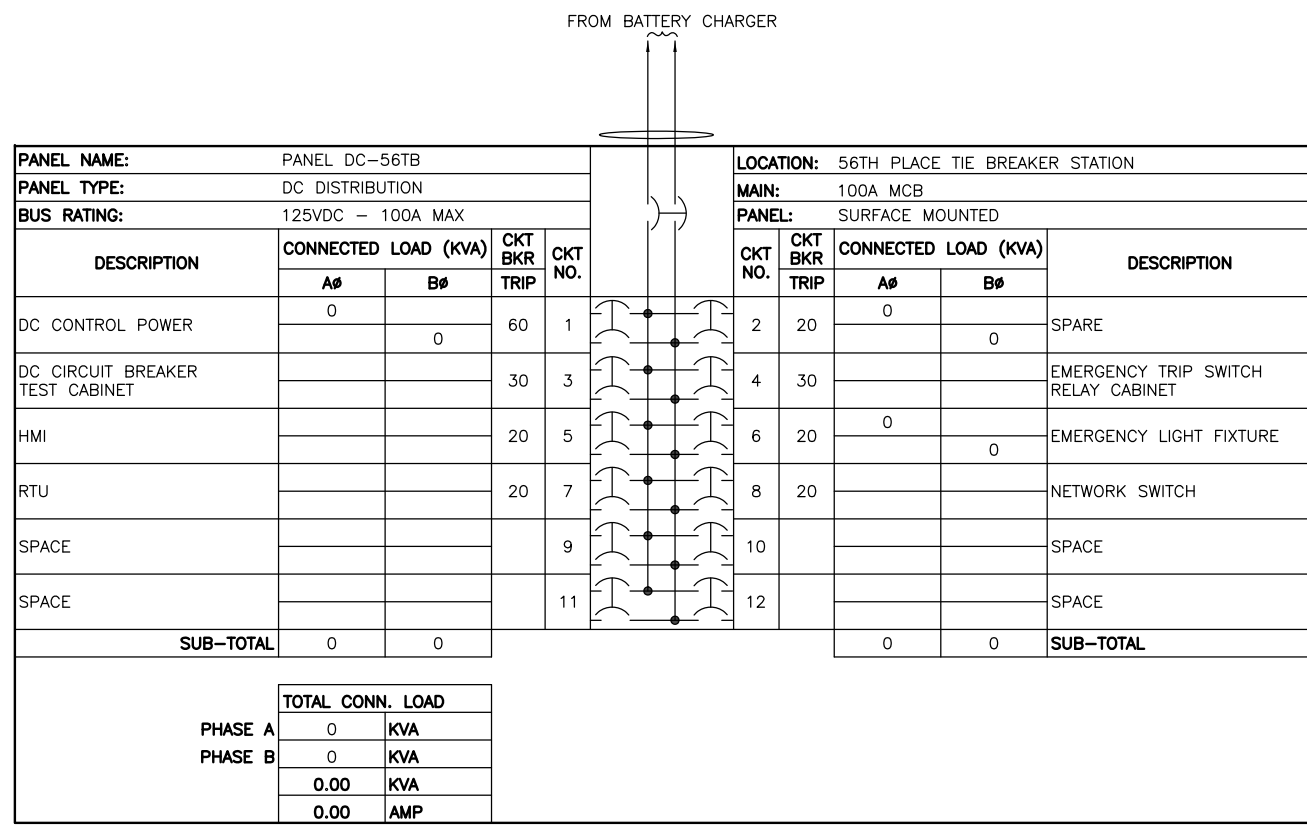 FROM BATTERY CHARGER
PANEL NAME: PANEL DC-56TB LOCATION: 56TH PLACE TIE BREAKER STATION
PANEL TYPE: DC DISTRIBUTION MAIN: 100A MCB
BUS RATING: 125VDC - 100A MAX PANEL: SURFACE MOUNTED
DESCRIPTION CONNECTED LOAD (KVA) CKT BKR CKT NO. CKT NO. CKT BKR CONNECTED LOAD (KVA) DESCRIPTION
AØ BØ TRIP TRIP AØ BØ
DC CONTROL POWER 0 0 60 1 2 20 0 0 SPARE
DC CIRCUIT BREAKER TEST CABINET 30 3 4 30 EMERGENCY TRIP SWITCH RELAY CABINET
HMI 20 5 6 20 0 0 EMERGENCY LIGHT FIXTURE
RTU 20 7 8 20 NETWORK SWITCH
SPACE 9 10 SPACE
SPACE 11 12 SPACE
SUB-TOTAL 0 0 0 0 SUB-TOTAL
TOTAL CONN. LOAD
PHASE A 0 KVA
PHASE B 0 KVA
0.00 KVA
0.00 AMP